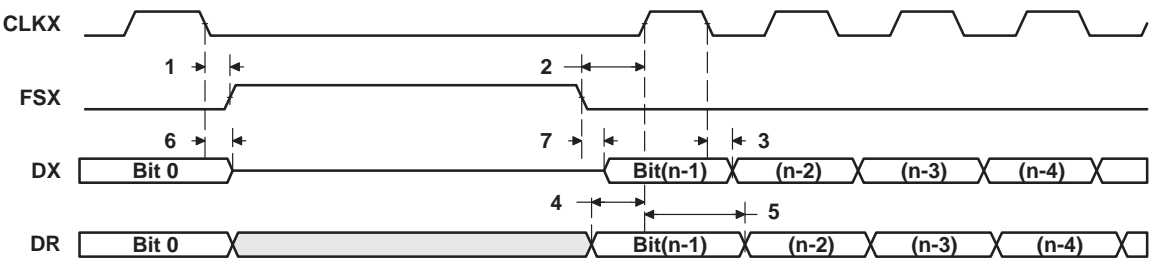 CLKX
1 2
FSX
6 7 3
DX Bit 0 Bit(n-1) (n-2) (n-3) (n-4)
4 5
DR Bit 0 Bit(n-1) (n-2) (n-3) (n-4)